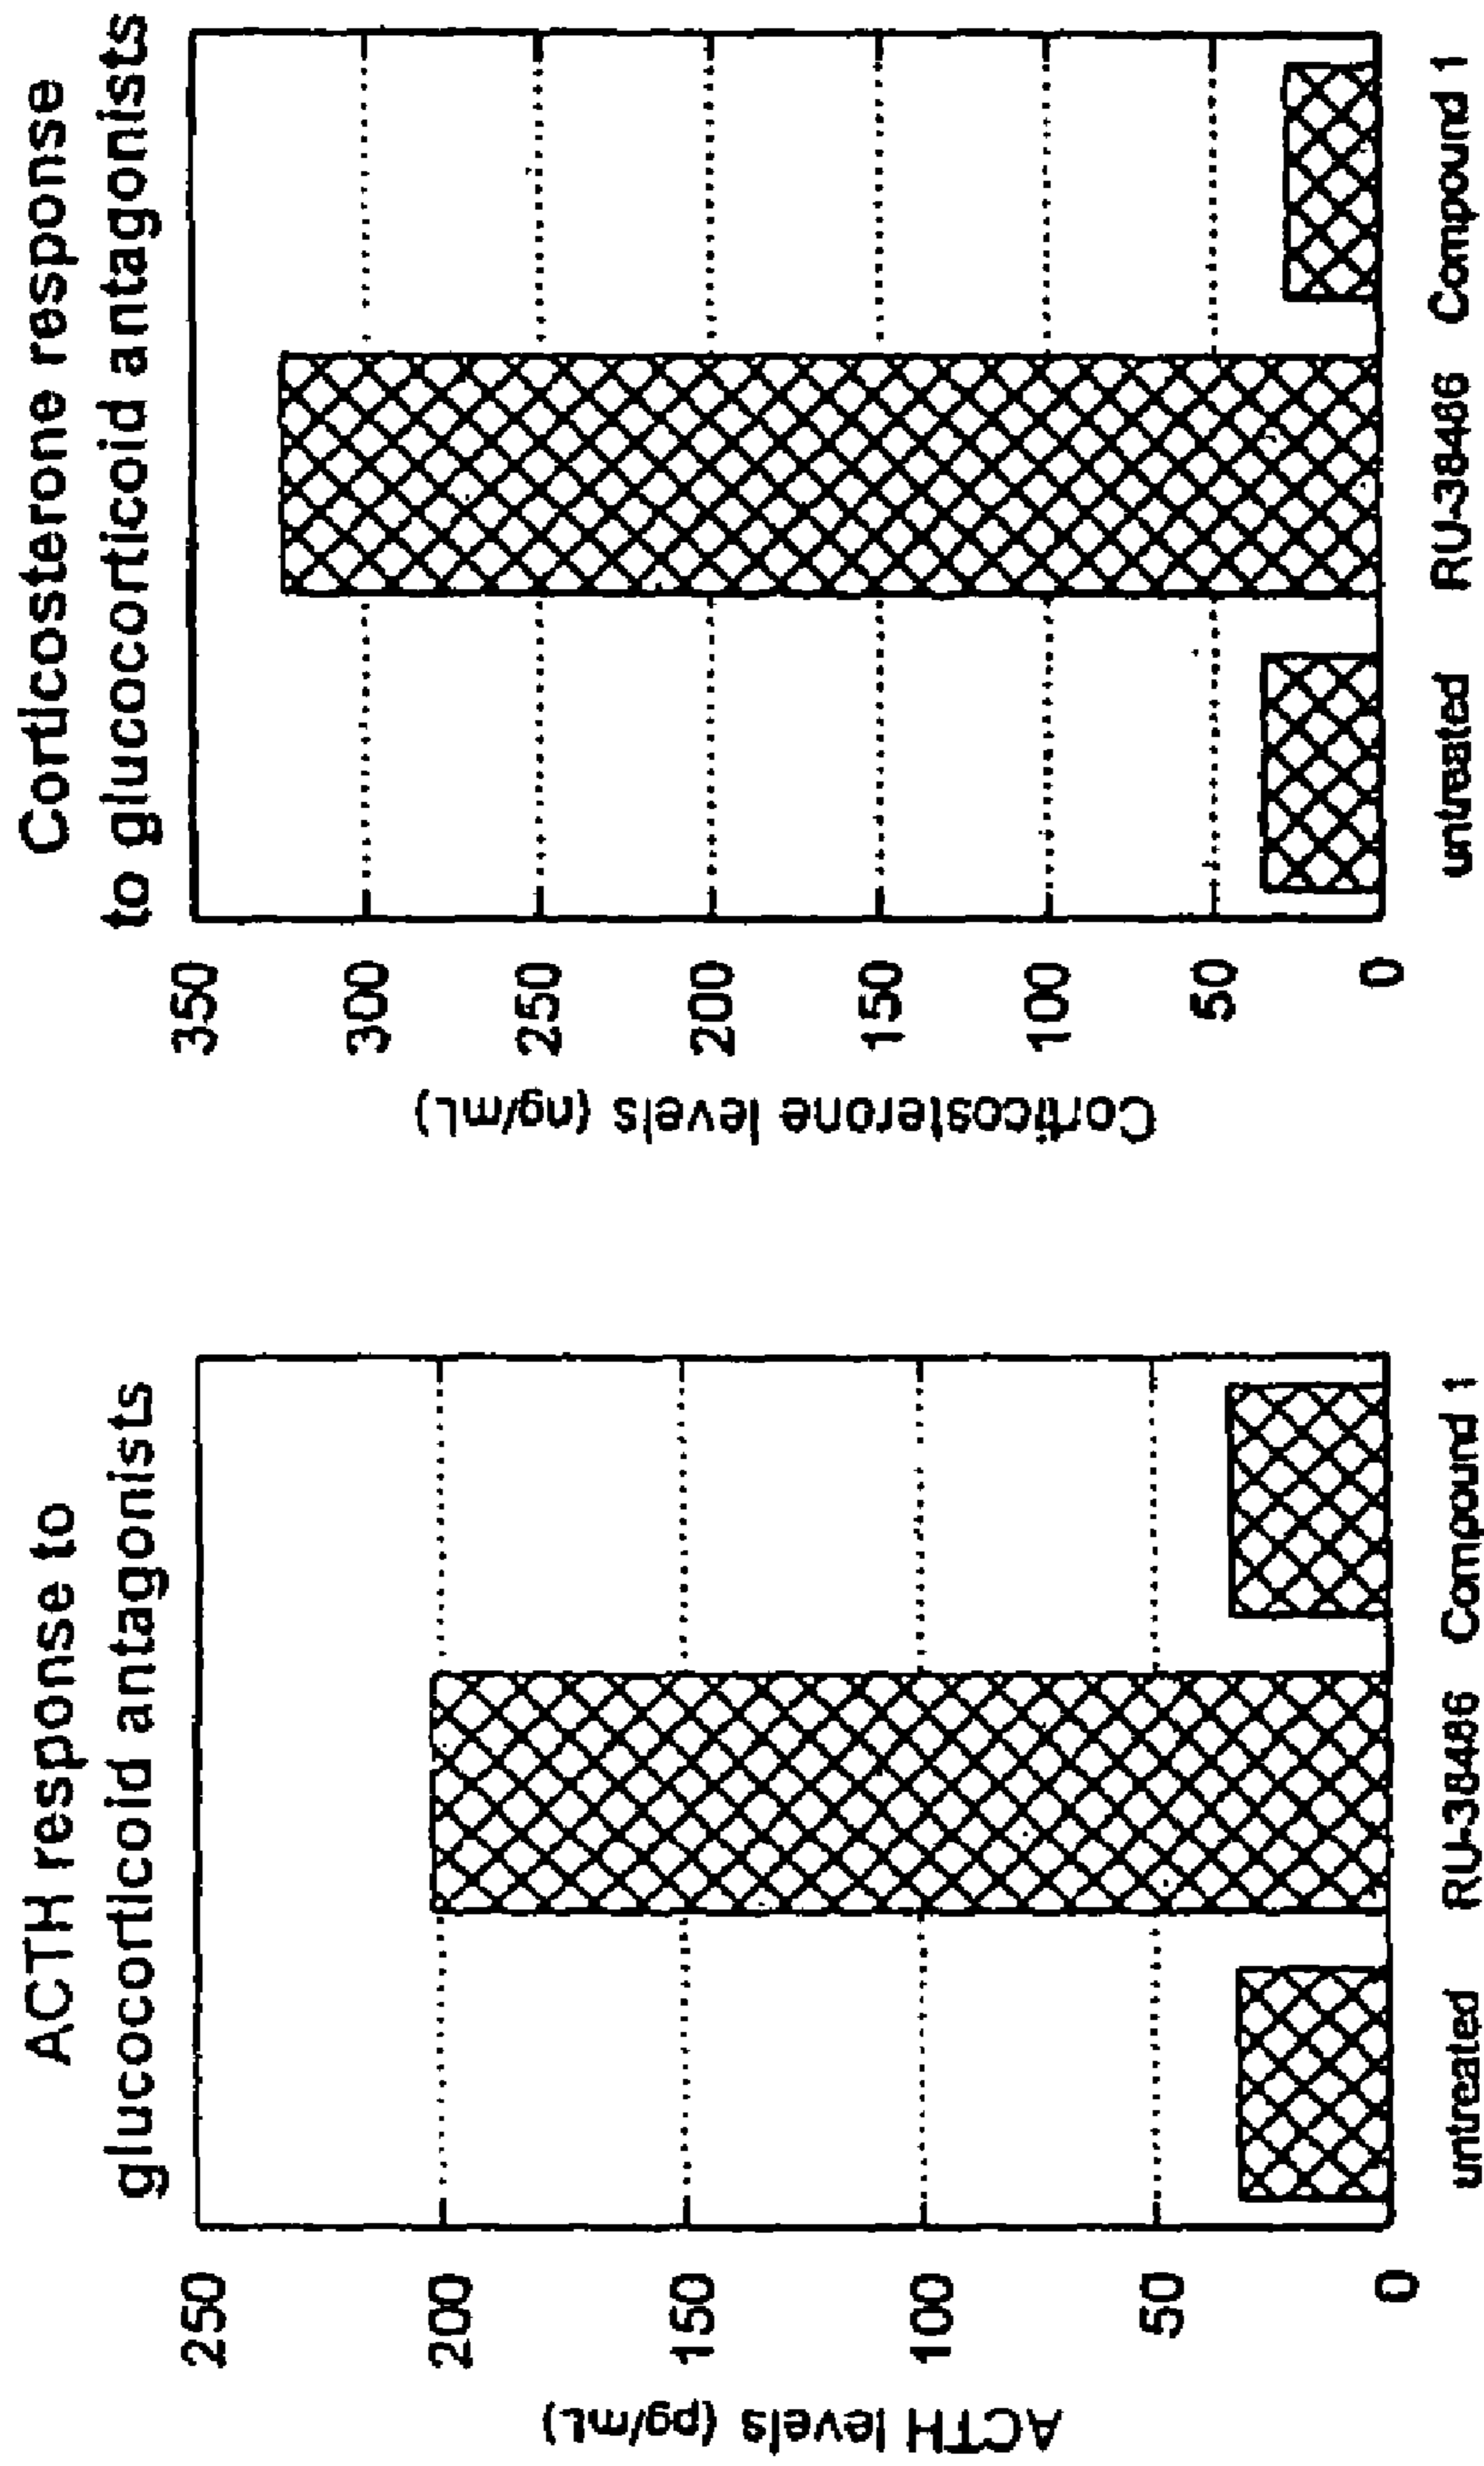 ACTH response to
glucocorticoid antagonists
ACTH levels (pg/mL)
250
200
150
100
50
0
untreated RU-38486 Compound 1
Corticosterone response
to glucocorticoid antagonists
Corticosterone levels (ng/mL)
350
300
250
200
150
100
50
0
untreated RU-38486 Compound 1